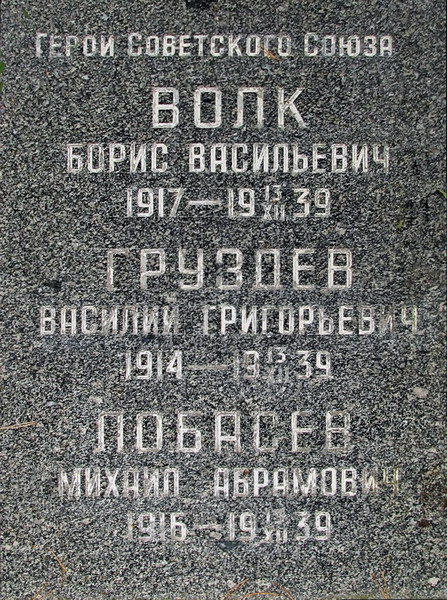 ГЕРОИ СОВЕТСКОГО СОЮЗА
ВОЛК
БОРИС ВАСИЛЬЕВИЧ
1917—19 13/XII 39
ГРУЗДЕВ
ВАСИЛИЙ ГРИГОРЬЕВИЧ
1914—19 13/XII 39
ЛОБАСЕВ
МИХАИЛ АБРАМОВИЧ
1916—19 13/XII 39